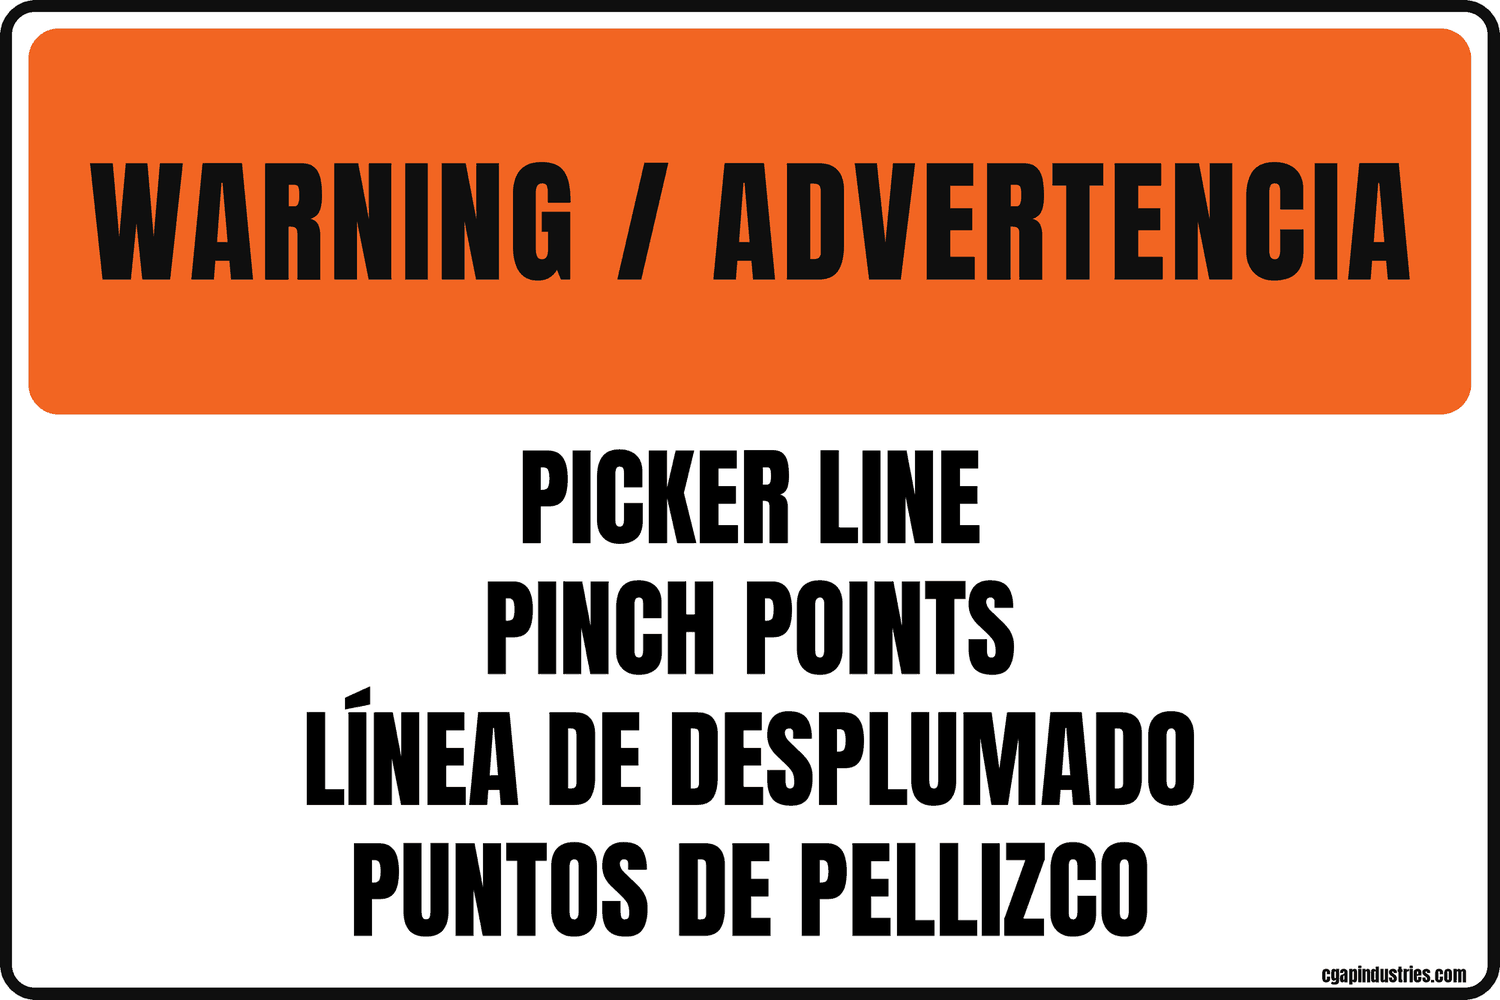 WARNING / ADVERTENCIA
PICKER LINE
PINCH POINTS
LÍNEA DE DESPLUMADO
PUNTOS DE PELLIZCO
cgapindustries.com